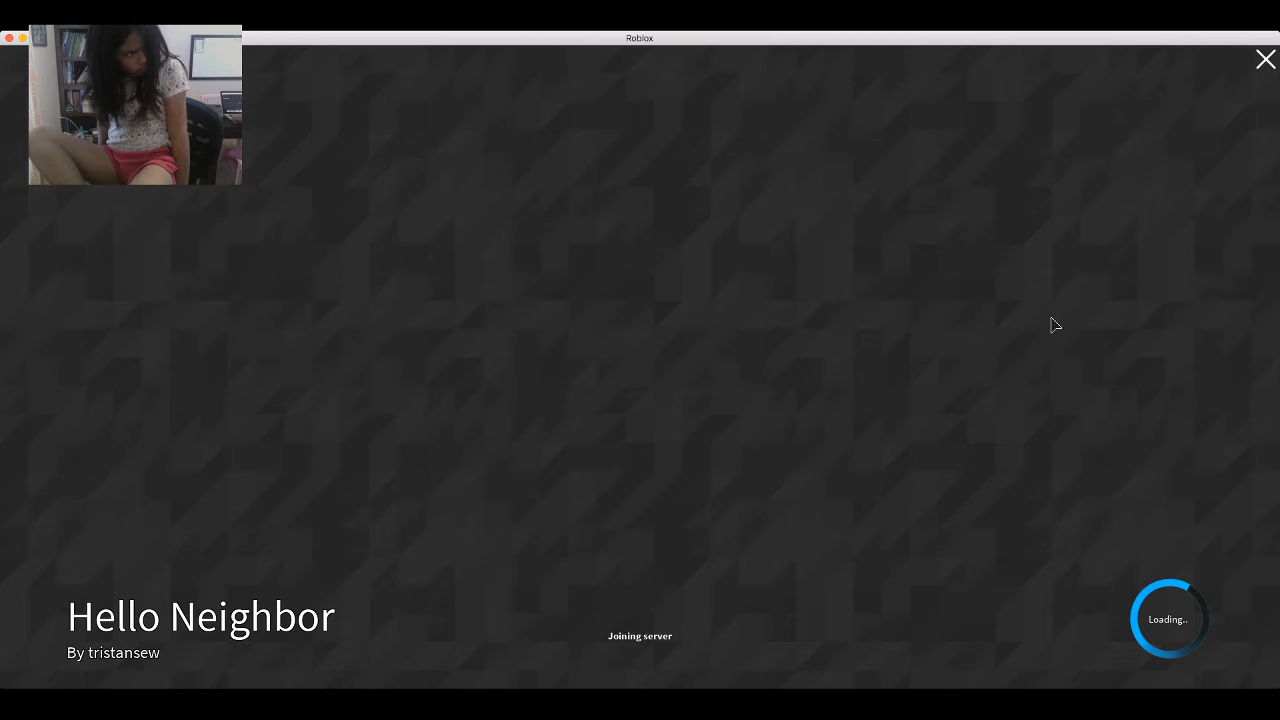 Roblox
Hello Neighbor
By tristansew
Joining server
Loading..